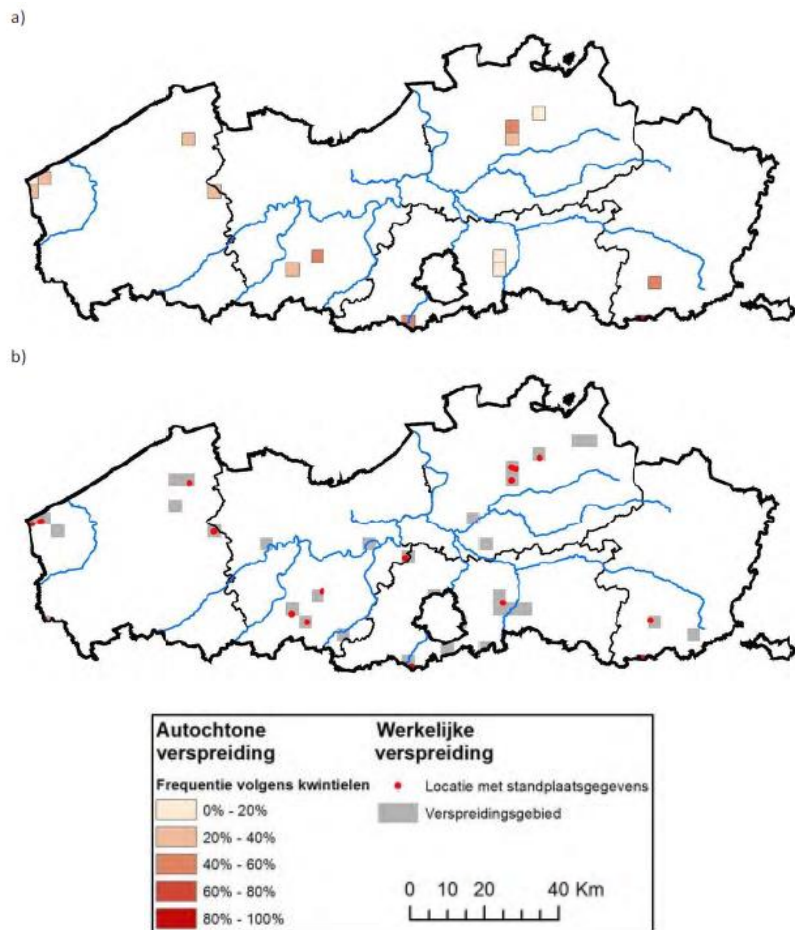 a)
b)
Autochtone
verspreiding
Frequentie volgens kwintielen
0% - 20%
20% - 40%
40% - 60%
60% - 80%
80% - 100%
Werkelijke
verspreiding
Locatie met standplaatsgegevens
Verspreidingsgebied
0 10 20 40 Km